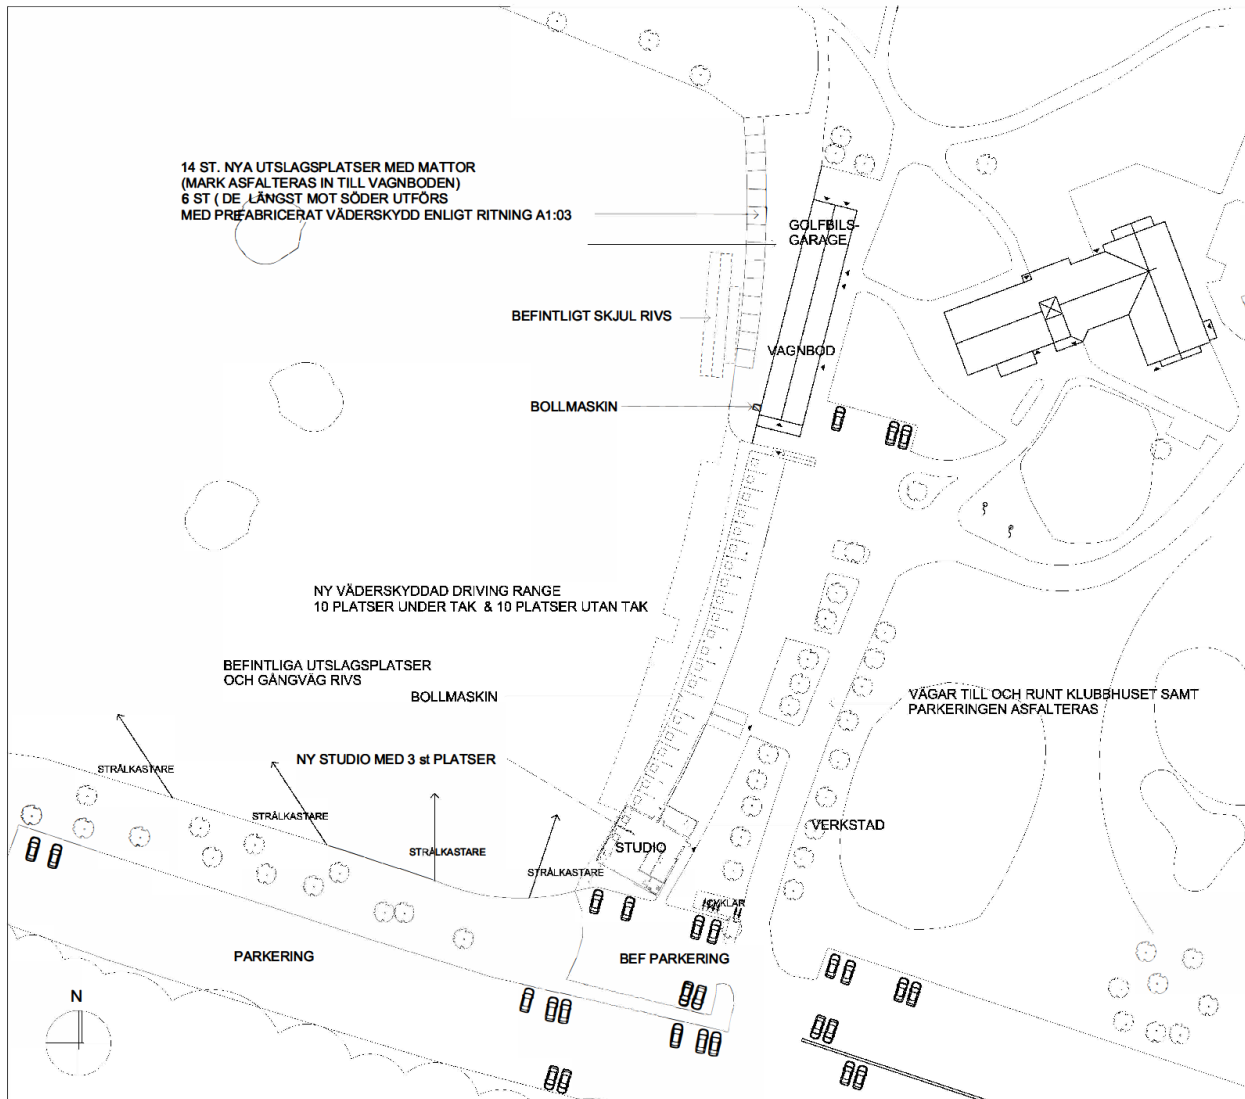 14 ST. NYA UTSLAGSPLATSER MED MATTOR
(MARK ASFALTERAS IN TILL VAGNBODEN)
6 ST ( DE LÄNGST MOT SÖDER UTFÖRS
MED PREFABRICERAT VÄDERSKYDD ENLIGT RITNING A1:03
GOLFBILS-
GARAGE
BEFINTLIGT SKJUL RIVS
VAGNBOD
BOLLMASKIN
NY VÄDERSKYDDAD DRIVING RANGE
10 PLATSER UNDER TAK & 10 PLATSER UTAN TAK
BEFINTLIGA UTSLAGSPLATSER
OCH GÅNGVÄG RIVS
BOLLMASKIN
VÄGAR TILL OCH RUNT KLUBBHUSET SAMT
PARKERINGEN ASFALTERAS
NY STUDIO MED 3 st PLATSER
STRÅLKASTARE
STRÅLKASTARE
STRÅLKASTARE
STRÅLKASTARE
VERKSTAD
STUDIO
CYKLAR
PARKERING
BEF PARKERING
N